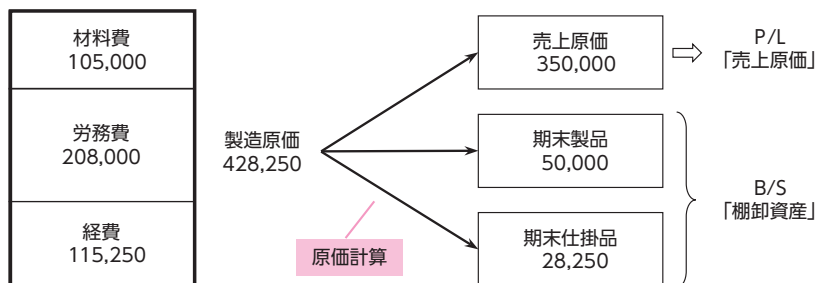 材料費
105,000
労務費
208,000
経費
115,250
製造原価
428,250
原価計算
売上原価
350,000
期末製品
50,000
期末仕掛品
28,250
P/L
「売上原価」
B/S
「棚卸資産」